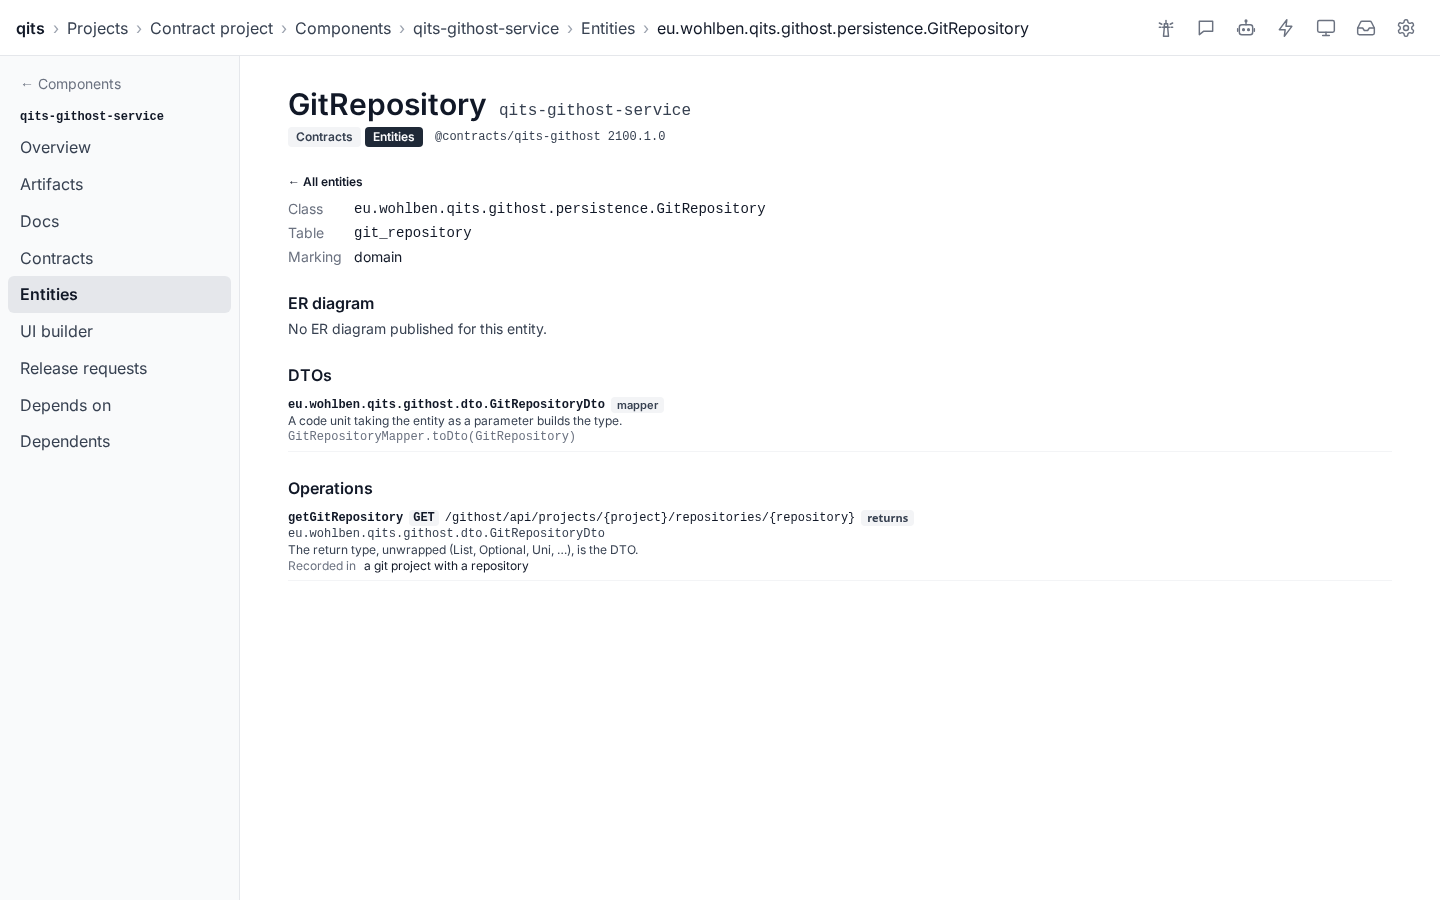 qits › Projects › Contract project › Components › qits-githost-service › Entities › eu.wohlben.qits.githost.persistence.GitRepository
← Components
qits-githost-service
Overview
Artifacts
Docs
Contracts
Entities
UI builder
Release requests
Depends on
Dependents
GitRepository qits-githost-service
Contracts Entities @contracts/qits-githost 2100.1.0
← All entities
Class eu.wohlben.qits.githost.persistence.GitRepository
Table git_repository
Marking domain
ER diagram
No ER diagram published for this entity.
DTOs
eu.wohlben.qits.githost.dto.GitRepositoryDto mapper
A code unit taking the entity as a parameter builds the type.
GitRepositoryMapper.toDto(GitRepository)
Operations
getGitRepository GET /githost/api/projects/{project}/repositories/{repository} returns
eu.wohlben.qits.githost.dto.GitRepositoryDto
The return type, unwrapped (List, Optional, Uni, …), is the DTO.
Recorded in a git project with a repository